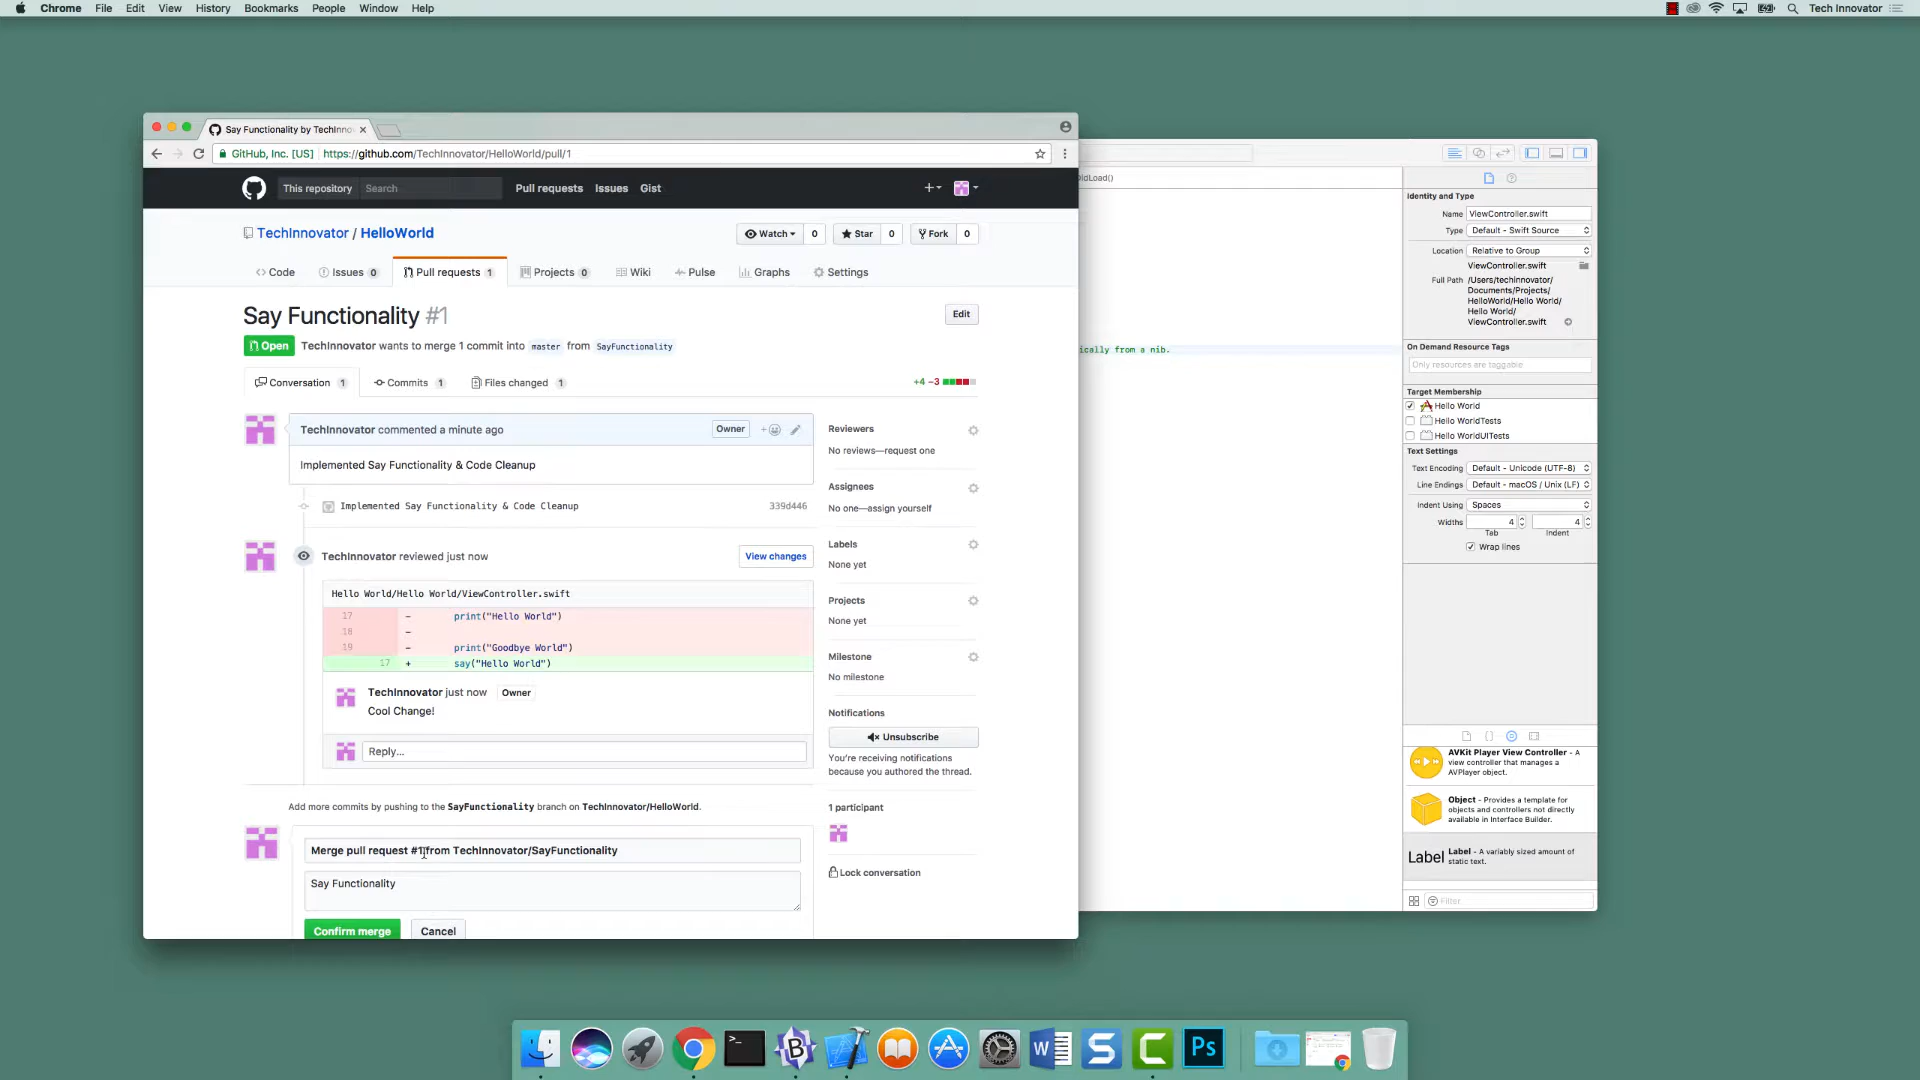 Chrome File Edit View History Bookmarks People Window Help
Tech Innovator
Say Functionality by TechInno
GitHub, Inc. [US] https://github.com/TechInnovator/HelloWorld/pull/1
This repository Search Pull requests Issues Gist
TechInnovator / HelloWorld
Watch 0 Star 0 Fork 0
Code Issues 0 Pull requests 1 Projects 0 Wiki Pulse Graphs Settings
Say Functionality #1
Edit
Open TechInnovator wants to merge 1 commit into master from SayFunctionality
Conversation 1 Commits 1 Files changed 1
+4 −3
TechInnovator commented a minute ago Owner
Implemented Say Functionality & Code Cleanup
Implemented Say Functionality & Code Cleanup 339d446
TechInnovator reviewed just now View changes
Hello World/Hello World/ViewController.swift
17 - print("Hello World")
18 -
19 - print("Goodbye World")
17 + say("Hello World")
TechInnovator just now Owner
Cool Change!
Reply...
Add more commits by pushing to the SayFunctionality branch on TechInnovator/HelloWorld.
Merge pull request #1 from TechInnovator/SayFunctionality
Say Functionality
Confirm merge Cancel
Reviewers
No reviews—request one
Assignees
No one—assign yourself
Labels
None yet
Projects
None yet
Milestone
No milestone
Notifications
Unsubscribe
You're receiving notifications
because you authored the thread.
1 participant
Lock conversation
idLoad()
ically from a nib.
Identity and Type
Name ViewController.swift
Type Default - Swift Source
Location Relative to Group
ViewController.swift
Full Path /Users/techinnovator/
Documents/Projects/
HelloWorld/Hello World/
Hello World/
ViewController.swift
On Demand Resource Tags
Only resources are taggable
Target Membership
Hello World
Hello WorldTests
Hello WorldUITests
Text Settings
Text Encoding Default - Unicode (UTF-8)
Line Endings Default - macOS / Unix (LF)
Indent Using Spaces
Widths 4 4
Tab Indent
Wrap lines
AVKit Player View Controller - A
view controller that manages a
AVPlayer object.
Object - Provides a template for
objects and controllers not directly
available in Interface Builder.
Label Label - A variably sized amount of
static text.
Filter
>_ B W S C Ps